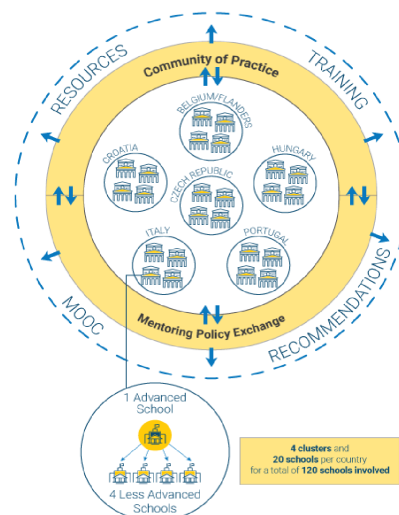 RESOURCES
TRAINING
Community of Practice
BELGIUM/FLANDERS
CROATIA
HUNGARY
CZECH REPUBLIC
ITALY
PORTUGAL
MOOC
RECOMMENDATIONS
Mentoring Policy Exchange
1 Advanced
School
4 Less Advanced
Schools
4 clusters and
20 schools per country
for a total of 120 schools involved